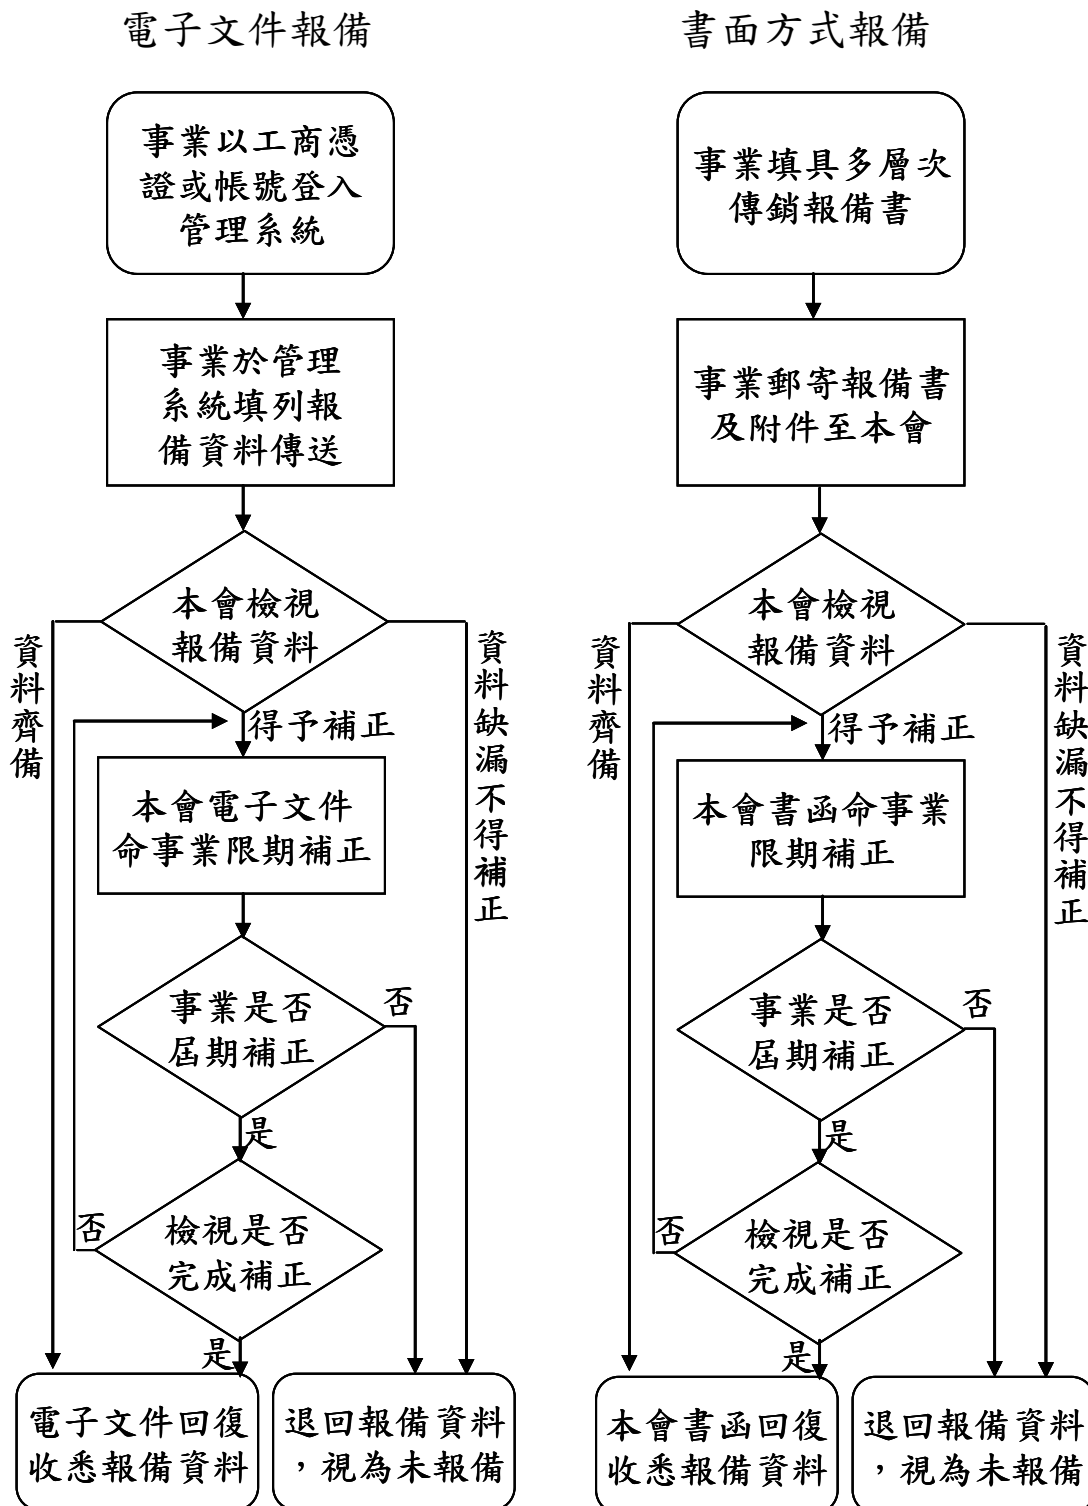 電子文件報備
事業以工商憑
證或帳號登入
管理系統
事業於管理
系統填列報
備資料傳送
本會檢視
報備資料
資料齊備
資料缺漏不得補正
得予補正
本會電子文件
命事業限期補正
事業是否
屆期補正
否
是
檢視是否
完成補正
否
是
電子文件回復
收悉報備資料
退回報備資料
，視為未報備
書面方式報備
事業填具多層次
傳銷報備書
事業郵寄報備書
及附件至本會
本會檢視
報備資料
資料齊備
資料缺漏不得補正
得予補正
本會書函命事業
限期補正
事業是否
屆期補正
否
是
檢視是否
完成補正
否
是
本會書函回復
收悉報備資料
退回報備資料
，視為未報備